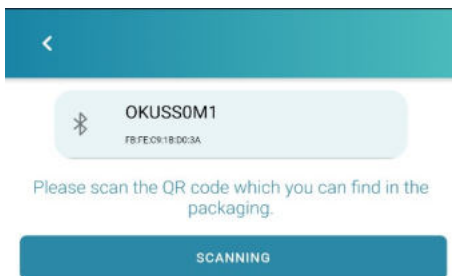 OKUSS0M1
FB:FE:C9:1B:D0:3A
Please scan the QR code which you can find in the
packaging.
SCANNING